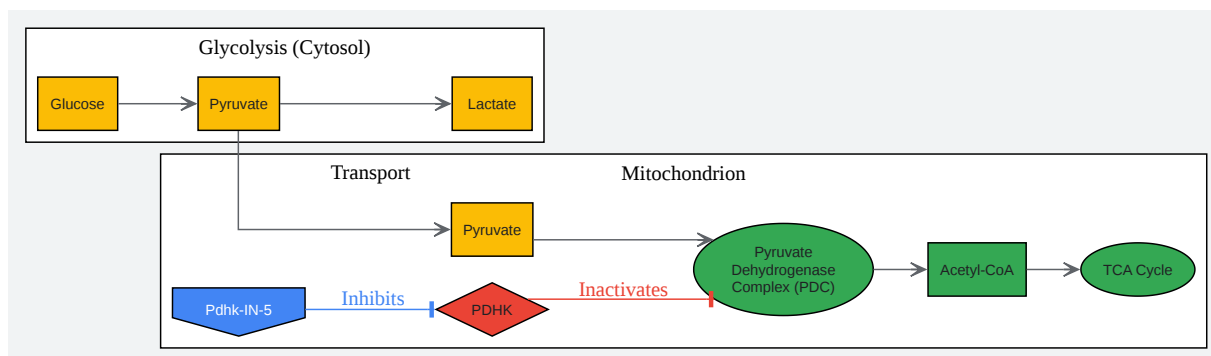 Glycolysis (Cytosol)
Glucose
Pyruvate
Lactate
Transport
Mitochondrion
Pyruvate
Pyruvate
Dehydrogenase
Complex (PDC)
Acetyl-CoA
TCA Cycle
Pdhk-IN-5
Inhibits
PDHK
Inactivates